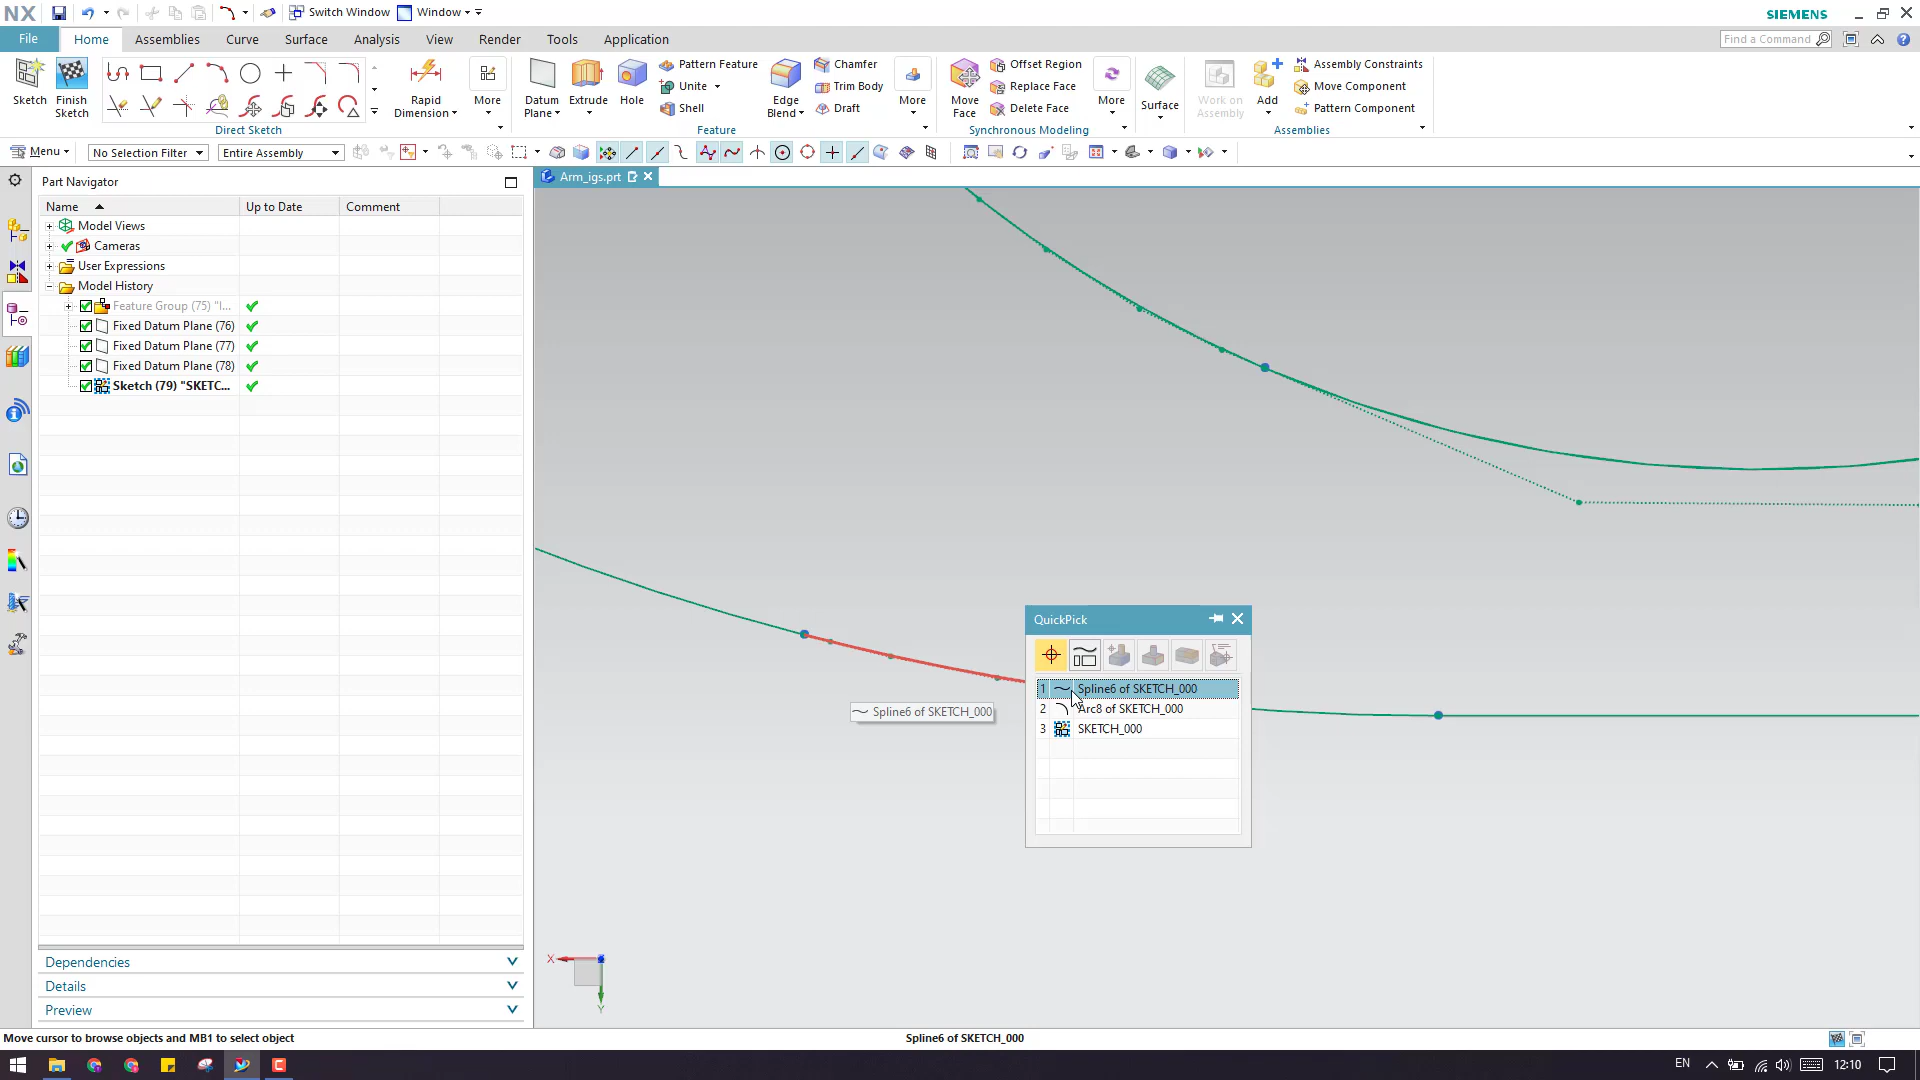 NX Switch Window Window SIEMENS
File Home Assemblies Curve Surface Analysis View Render Tools Application Find a Command
Sketch Finish Sketch Rapid Dimension More Datum Plane Extrude Hole Pattern Feature Unite Shell Edge Blend Chamfer Trim Body Draft More Move Face Offset Region Replace Face Delete Face More Surface Work on Assembly Add Assembly Constraints Move Component Pattern Component
Direct Sketch Feature Synchronous Modeling Assemblies
Menu No Selection Filter Entire Assembly
Part Navigator
Arm_igs.prt
Name Up to Date Comment
Model Views
Cameras
User Expressions
Model History
Feature Group (75) "I...
Fixed Datum Plane (76)
Fixed Datum Plane (77)
Fixed Datum Plane (78)
Sketch (79) "SKETC...
QuickPick
1 Spline6 of SKETCH_000
2 Arc8 of SKETCH_000
3 SKETCH_000
Spline6 of SKETCH_000
X
Y
Dependencies
Details
Preview
Move cursor to browse objects and MB1 to select object Spline6 of SKETCH_000
EN 12:10